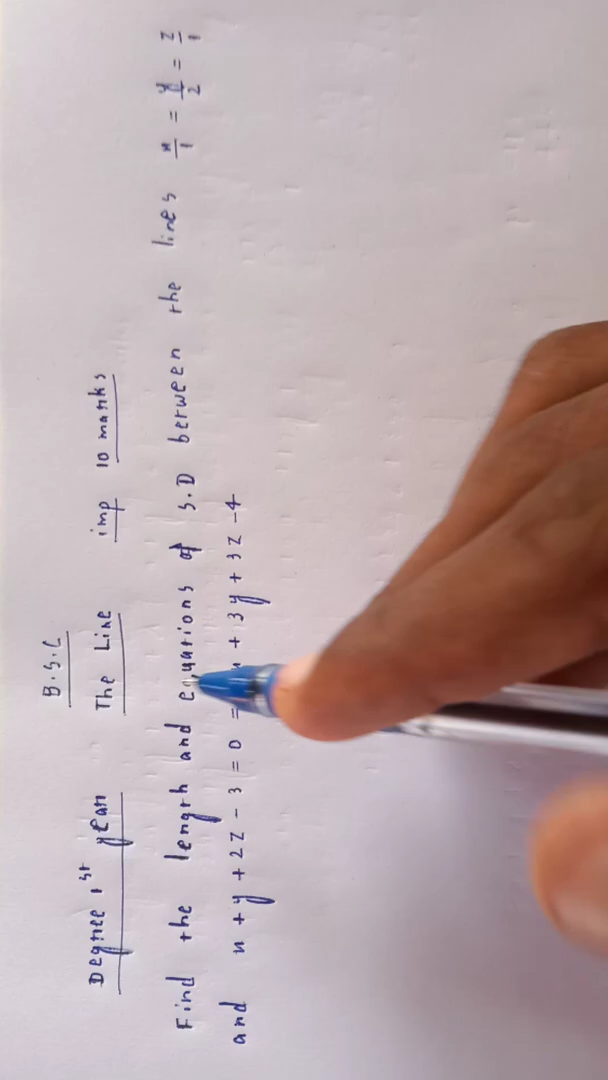 B.S.C
Degree 1st year The Line imp 10 marks
Find the length and equations of S.D berween the lines x/1 = y/2 = z/1
and x + y + 2z - 3 = 0 = + 3y + 3z - 4